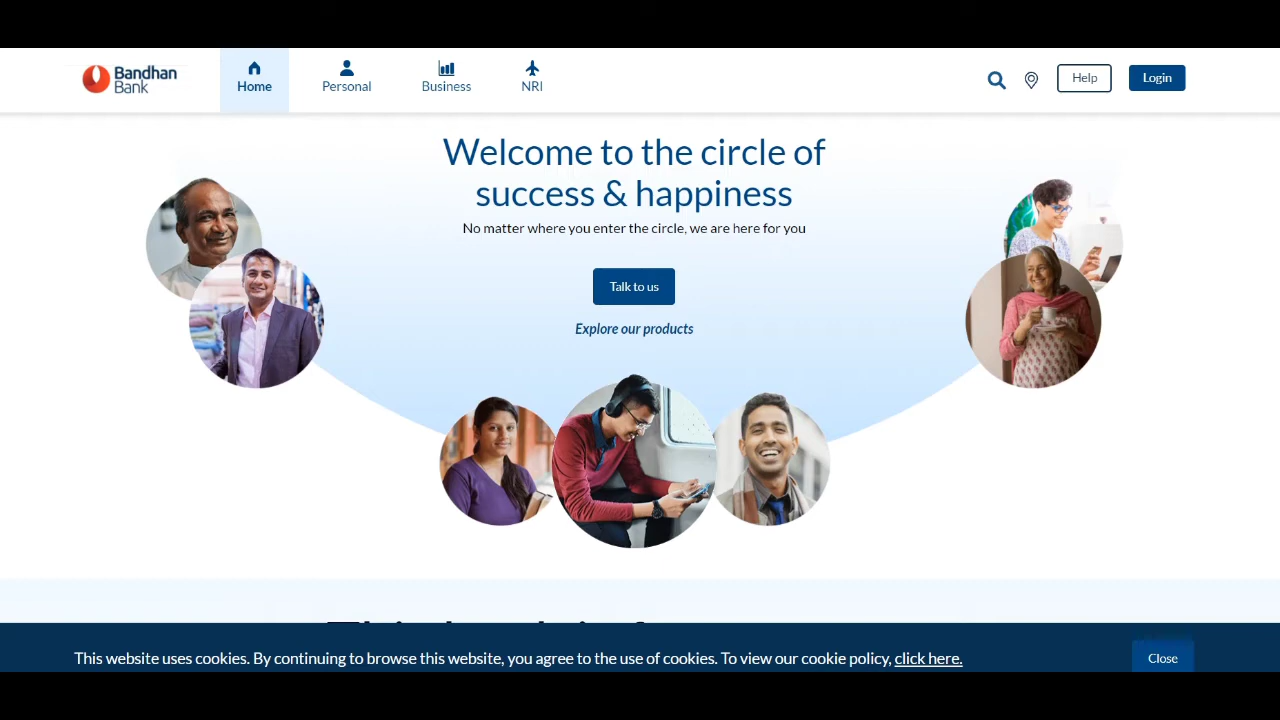 Bandhan
Bank
Home
Personal
Business
NRI
Help
Login
Welcome to the circle of
success & happiness
No matter where you enter the circle, we are here for you
Talk to us
Explore our products
This website uses cookies. By continuing to browse this website, you agree to the use of cookies. To view our cookie policy, click here.
Close